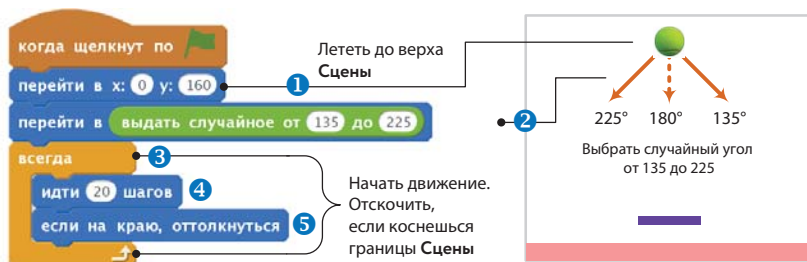 когда щелкнут по
перейти в x: 0 y: 160
1
Лететь до верха
Сцены
перейти в выдать случайное от 135 до 225
2
всегда
3
идти 20 шагов
4
если на краю, оттолкнуться
5
Начать движение.
Отскочить,
если коснешься
границы Сцены
225° 180° 135°
Выбрать случайный угол
от 135 до 225